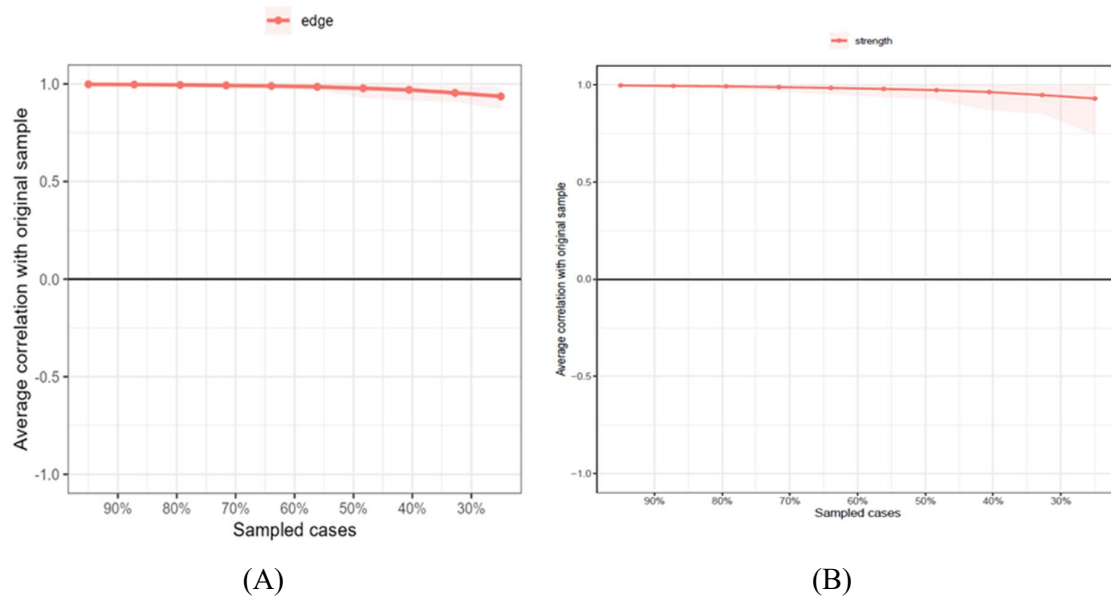 edge
Average correlation with original sample
1.0
0.5
0.0
-0.5
-1.0
90% 80% 70% 60% 50% 40% 30%
Sampled cases
(A)
strength
Average correlation with original sample
1.0
0.5
0.0
-0.5
-1.0
90% 80% 70% 60% 50% 40% 30%
Sampled cases
(B)